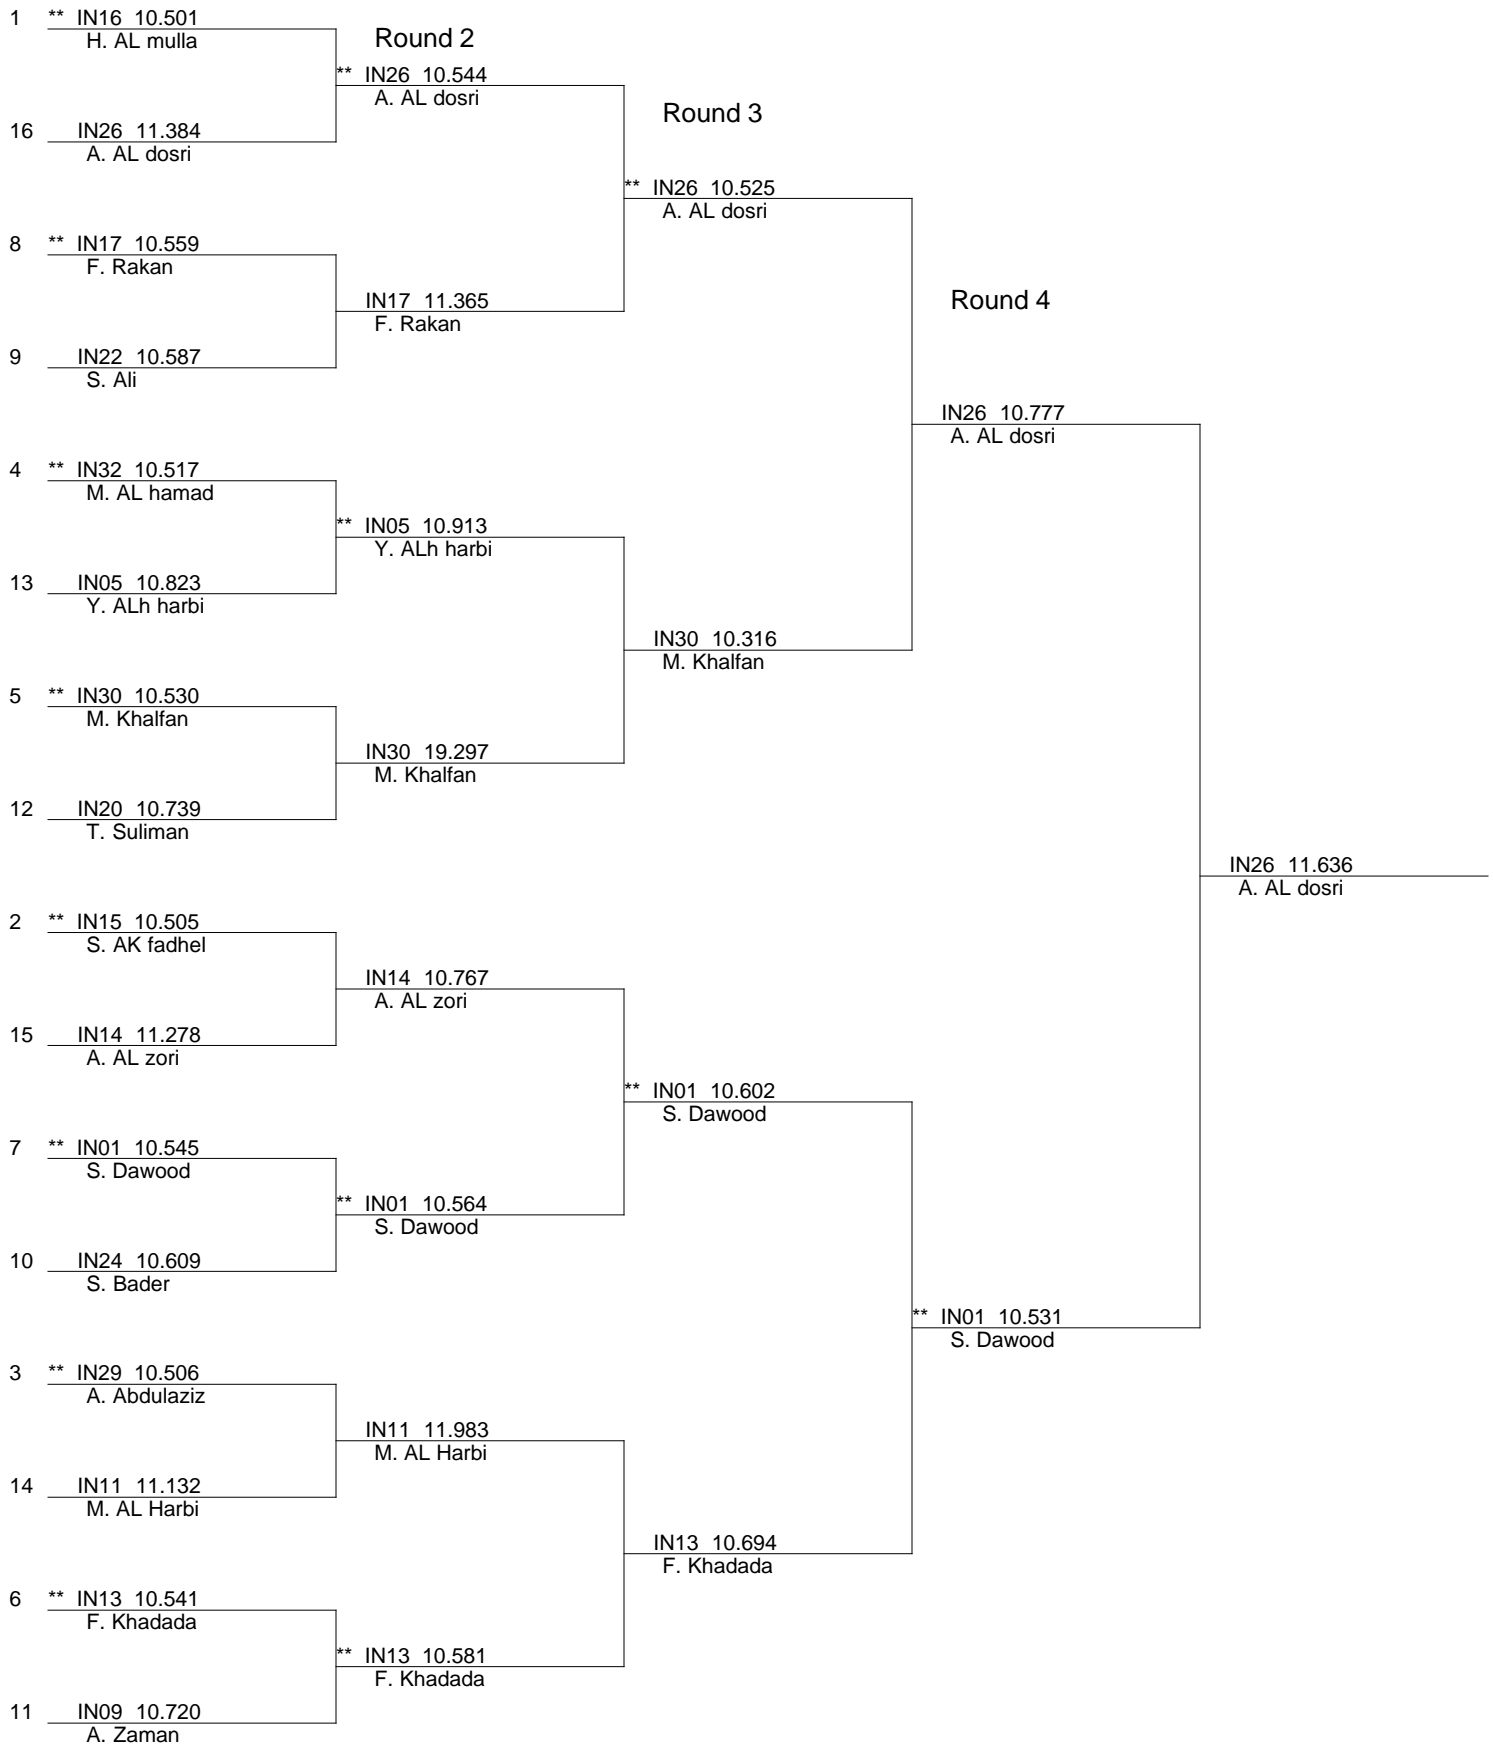 1 ** IN16 10.501
H. AL mulla
Round 2
** IN26 10.544
A. AL dosri
Round 3
16 IN26 11.384
A. AL dosri
** IN26 10.525
A. AL dosri
8 ** IN17 10.559
F. Rakan
IN17 11.365
F. Rakan
Round 4
9 IN22 10.587
S. Ali
IN26 10.777
A. AL dosri
4 ** IN32 10.517
M. AL hamad
** IN05 10.913
Y. ALh harbi
13 IN05 10.823
Y. ALh harbi
IN30 10.316
M. Khalfan
5 ** IN30 10.530
M. Khalfan
IN30 19.297
M. Khalfan
12 IN20 10.739
T. Suliman
IN26 11.636
A. AL dosri
2 ** IN15 10.505
S. AK fadhel
IN14 10.767
A. AL zori
15 IN14 11.278
A. AL zori
** IN01 10.602
S. Dawood
7 ** IN01 10.545
S. Dawood
** IN01 10.564
S. Dawood
10 IN24 10.609
S. Bader
** IN01 10.531
S. Dawood
3 ** IN29 10.506
A. Abdulaziz
IN11 11.983
M. AL Harbi
14 IN11 11.132
M. AL Harbi
IN13 10.694
F. Khadada
6 ** IN13 10.541
F. Khadada
** IN13 10.581
F. Khadada
11 IN09 10.720
A. Zaman